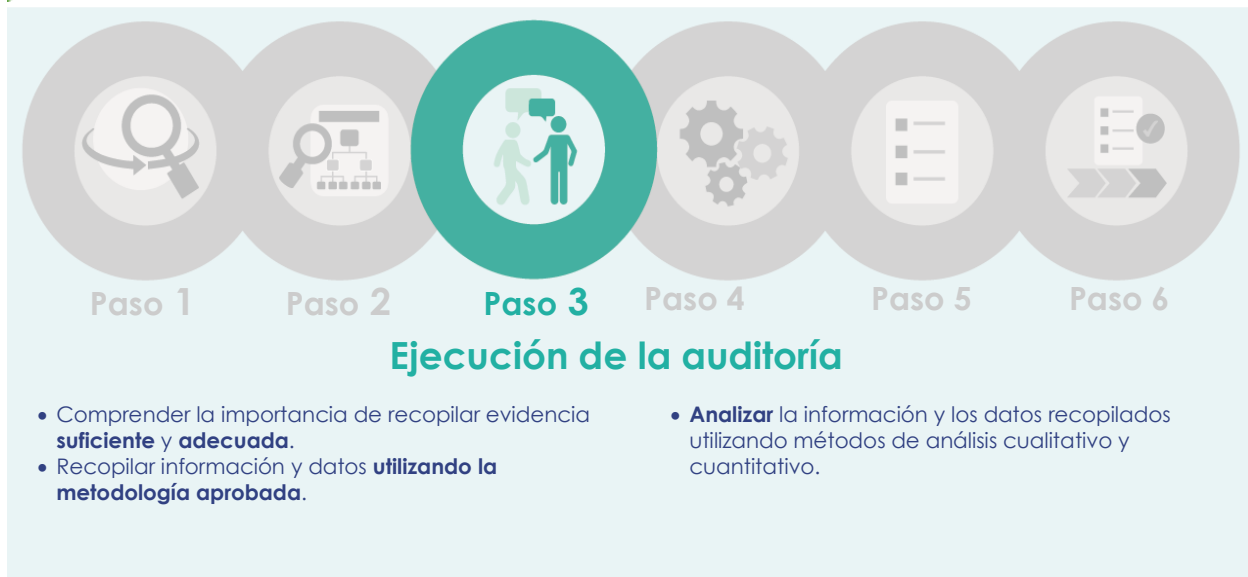 Paso 1
Paso 2
Paso 3
Paso 4
Paso 5
Paso 6
Ejecución de la auditoría
• Comprender la importancia de recopilar evidencia
suficiente y adecuada.
• Recopilar información y datos utilizando la
metodología aprobada.
• Analizar la información y los datos recopilados
utilizando métodos de análisis cualitativo y
cuantitativo.